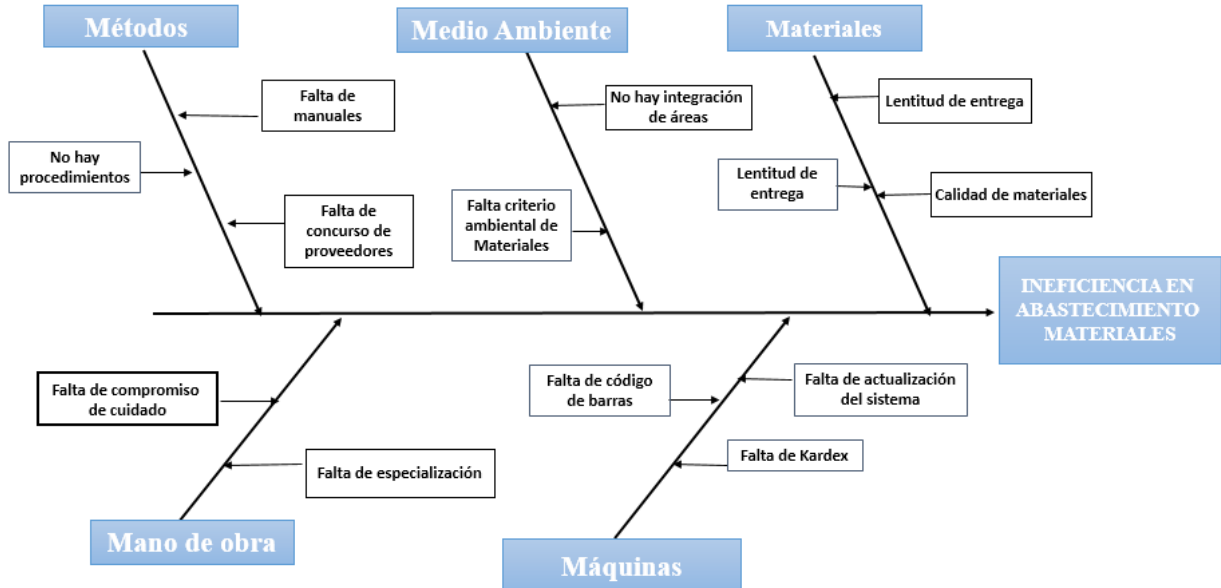 Métodos
Medio Ambiente
Materiales
Falta de
manuales
No hay
procedimientos
Falta de
concurso de
proveedores
No hay integración
de áreas
Falta criterio
ambiental de
Materiales
Lentitud de entrega
Lentitud de
entrega
Calidad de materiales
INEFICIENCIA EN
ABASTECIMIENTO
MATERIALES
Falta de compromiso
de cuidado
Falta de especialización
Falta de código
de barras
Falta de actualización
del sistema
Falta de Kardex
Mano de obra
Máquinas